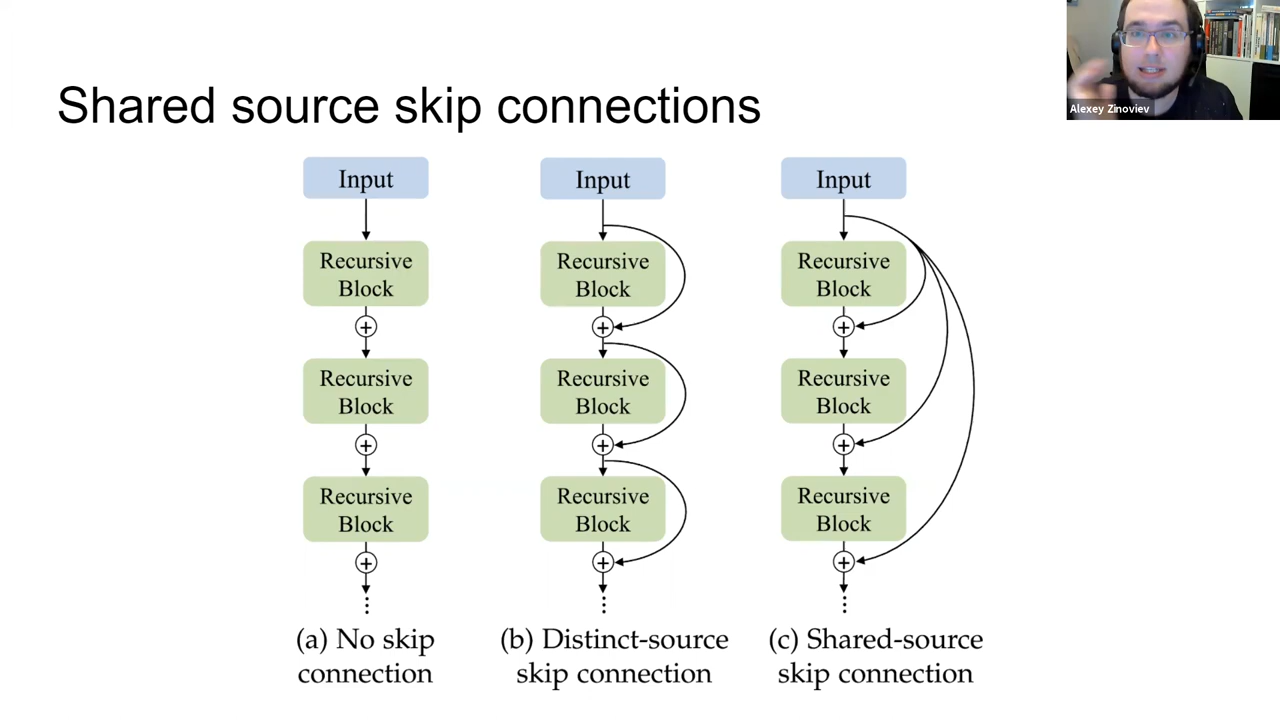 Alexey Zinoviev
Shared source skip connections
Input
Recursive
Block
+
Recursive
Block
+
Recursive
Block
+
(a) No skip
connection
Input
Recursive
Block
+
Recursive
Block
+
Recursive
Block
+
(b) Distinct-source
skip connection
Input
Recursive
Block
+
Recursive
Block
+
Recursive
Block
+
(c) Shared-source
skip connection